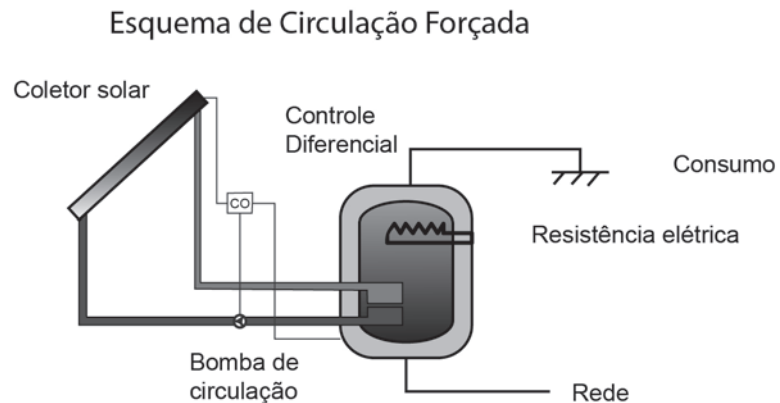 Esquema de Circulação Forçada
Coletor solar
Controle
Diferencial
Consumo
CO
Resistência elétrica
Bomba de
circulação
Rede